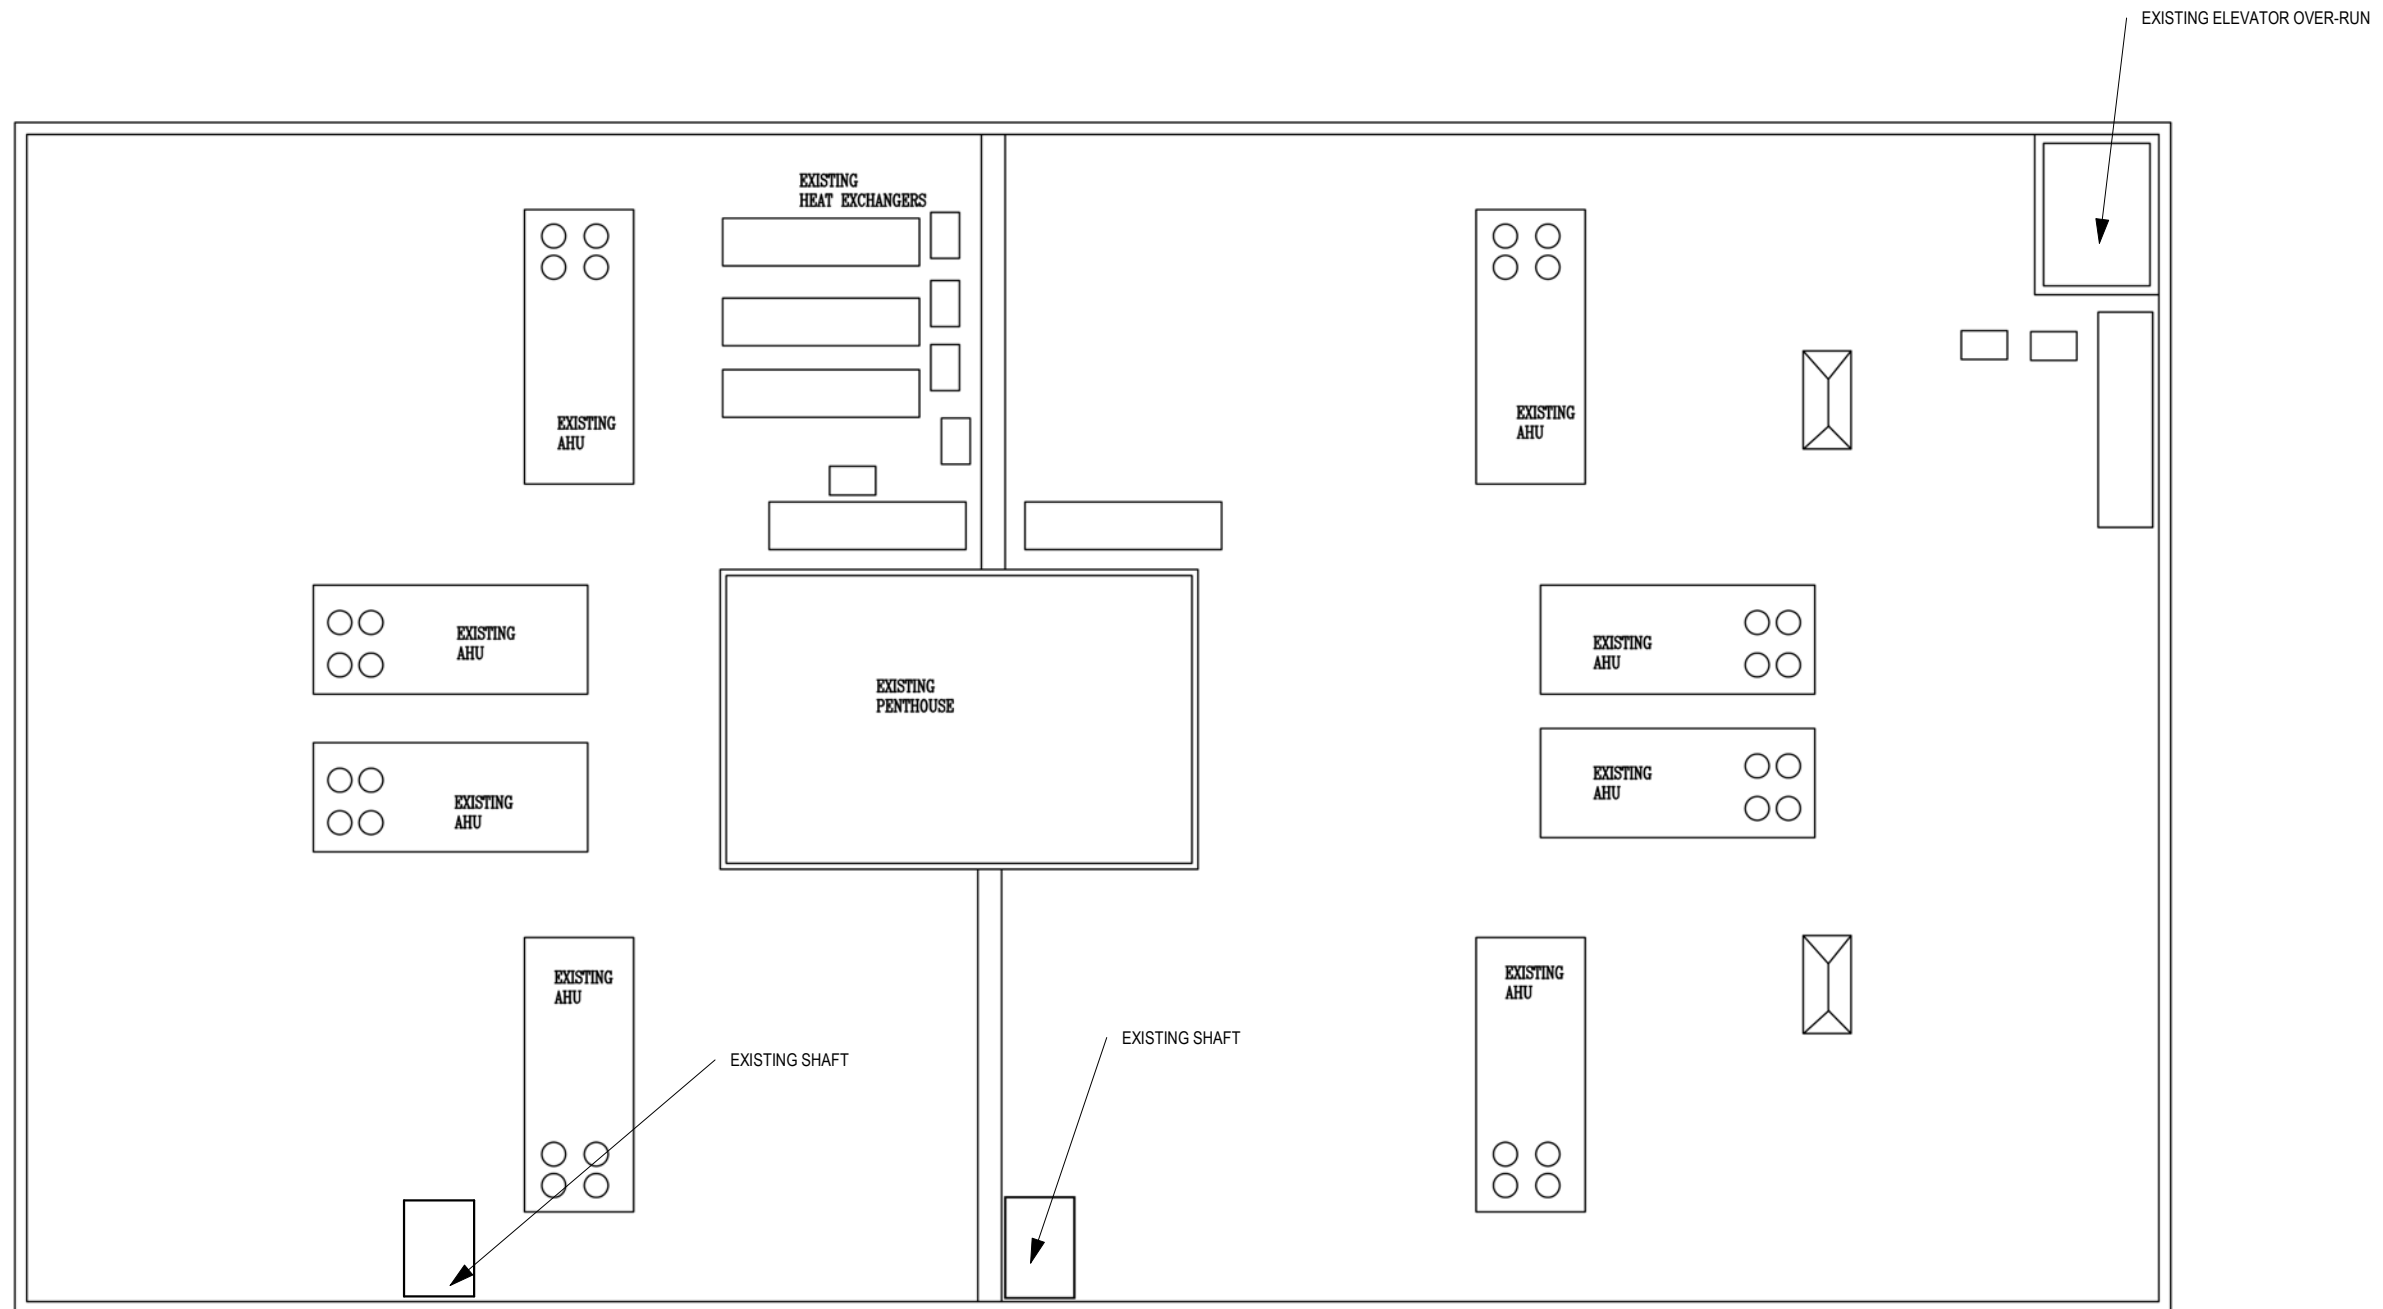 EXISTING ELEVATOR OVER-RUN
EXISTING
HEAT EXCHANGERS
EXISTING
AHU
EXISTING
AHU
EXISTING
AHU
EXISTING
AHU
EXISTING
PENTHOUSE
EXISTING
AHU
EXISTING
AHU
EXISTING
AHU
EXISTING
AHU
EXISTING SHAFT
EXISTING SHAFT